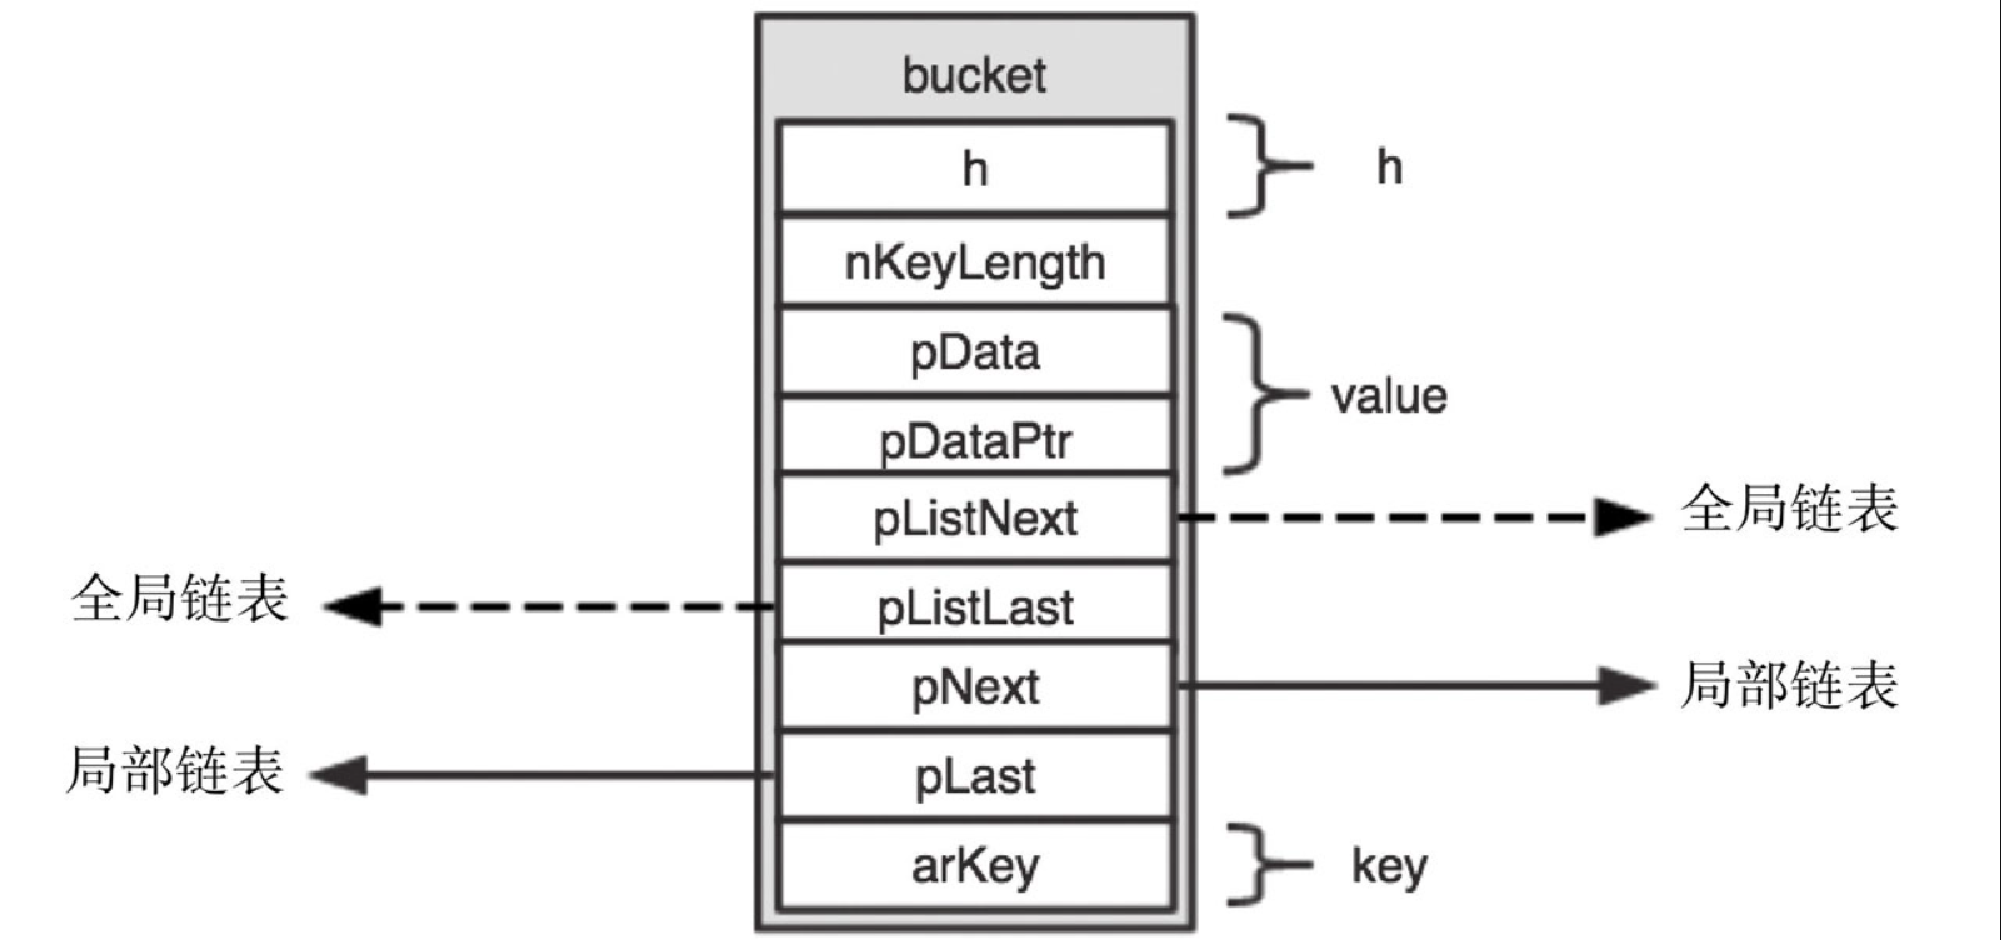 bucket
h
h
nKeyLength
pData
value
pDataPtr
pListNext
全局链表
全局链表
pListLast
pNext
局部链表
局部链表
pLast
arKey
key